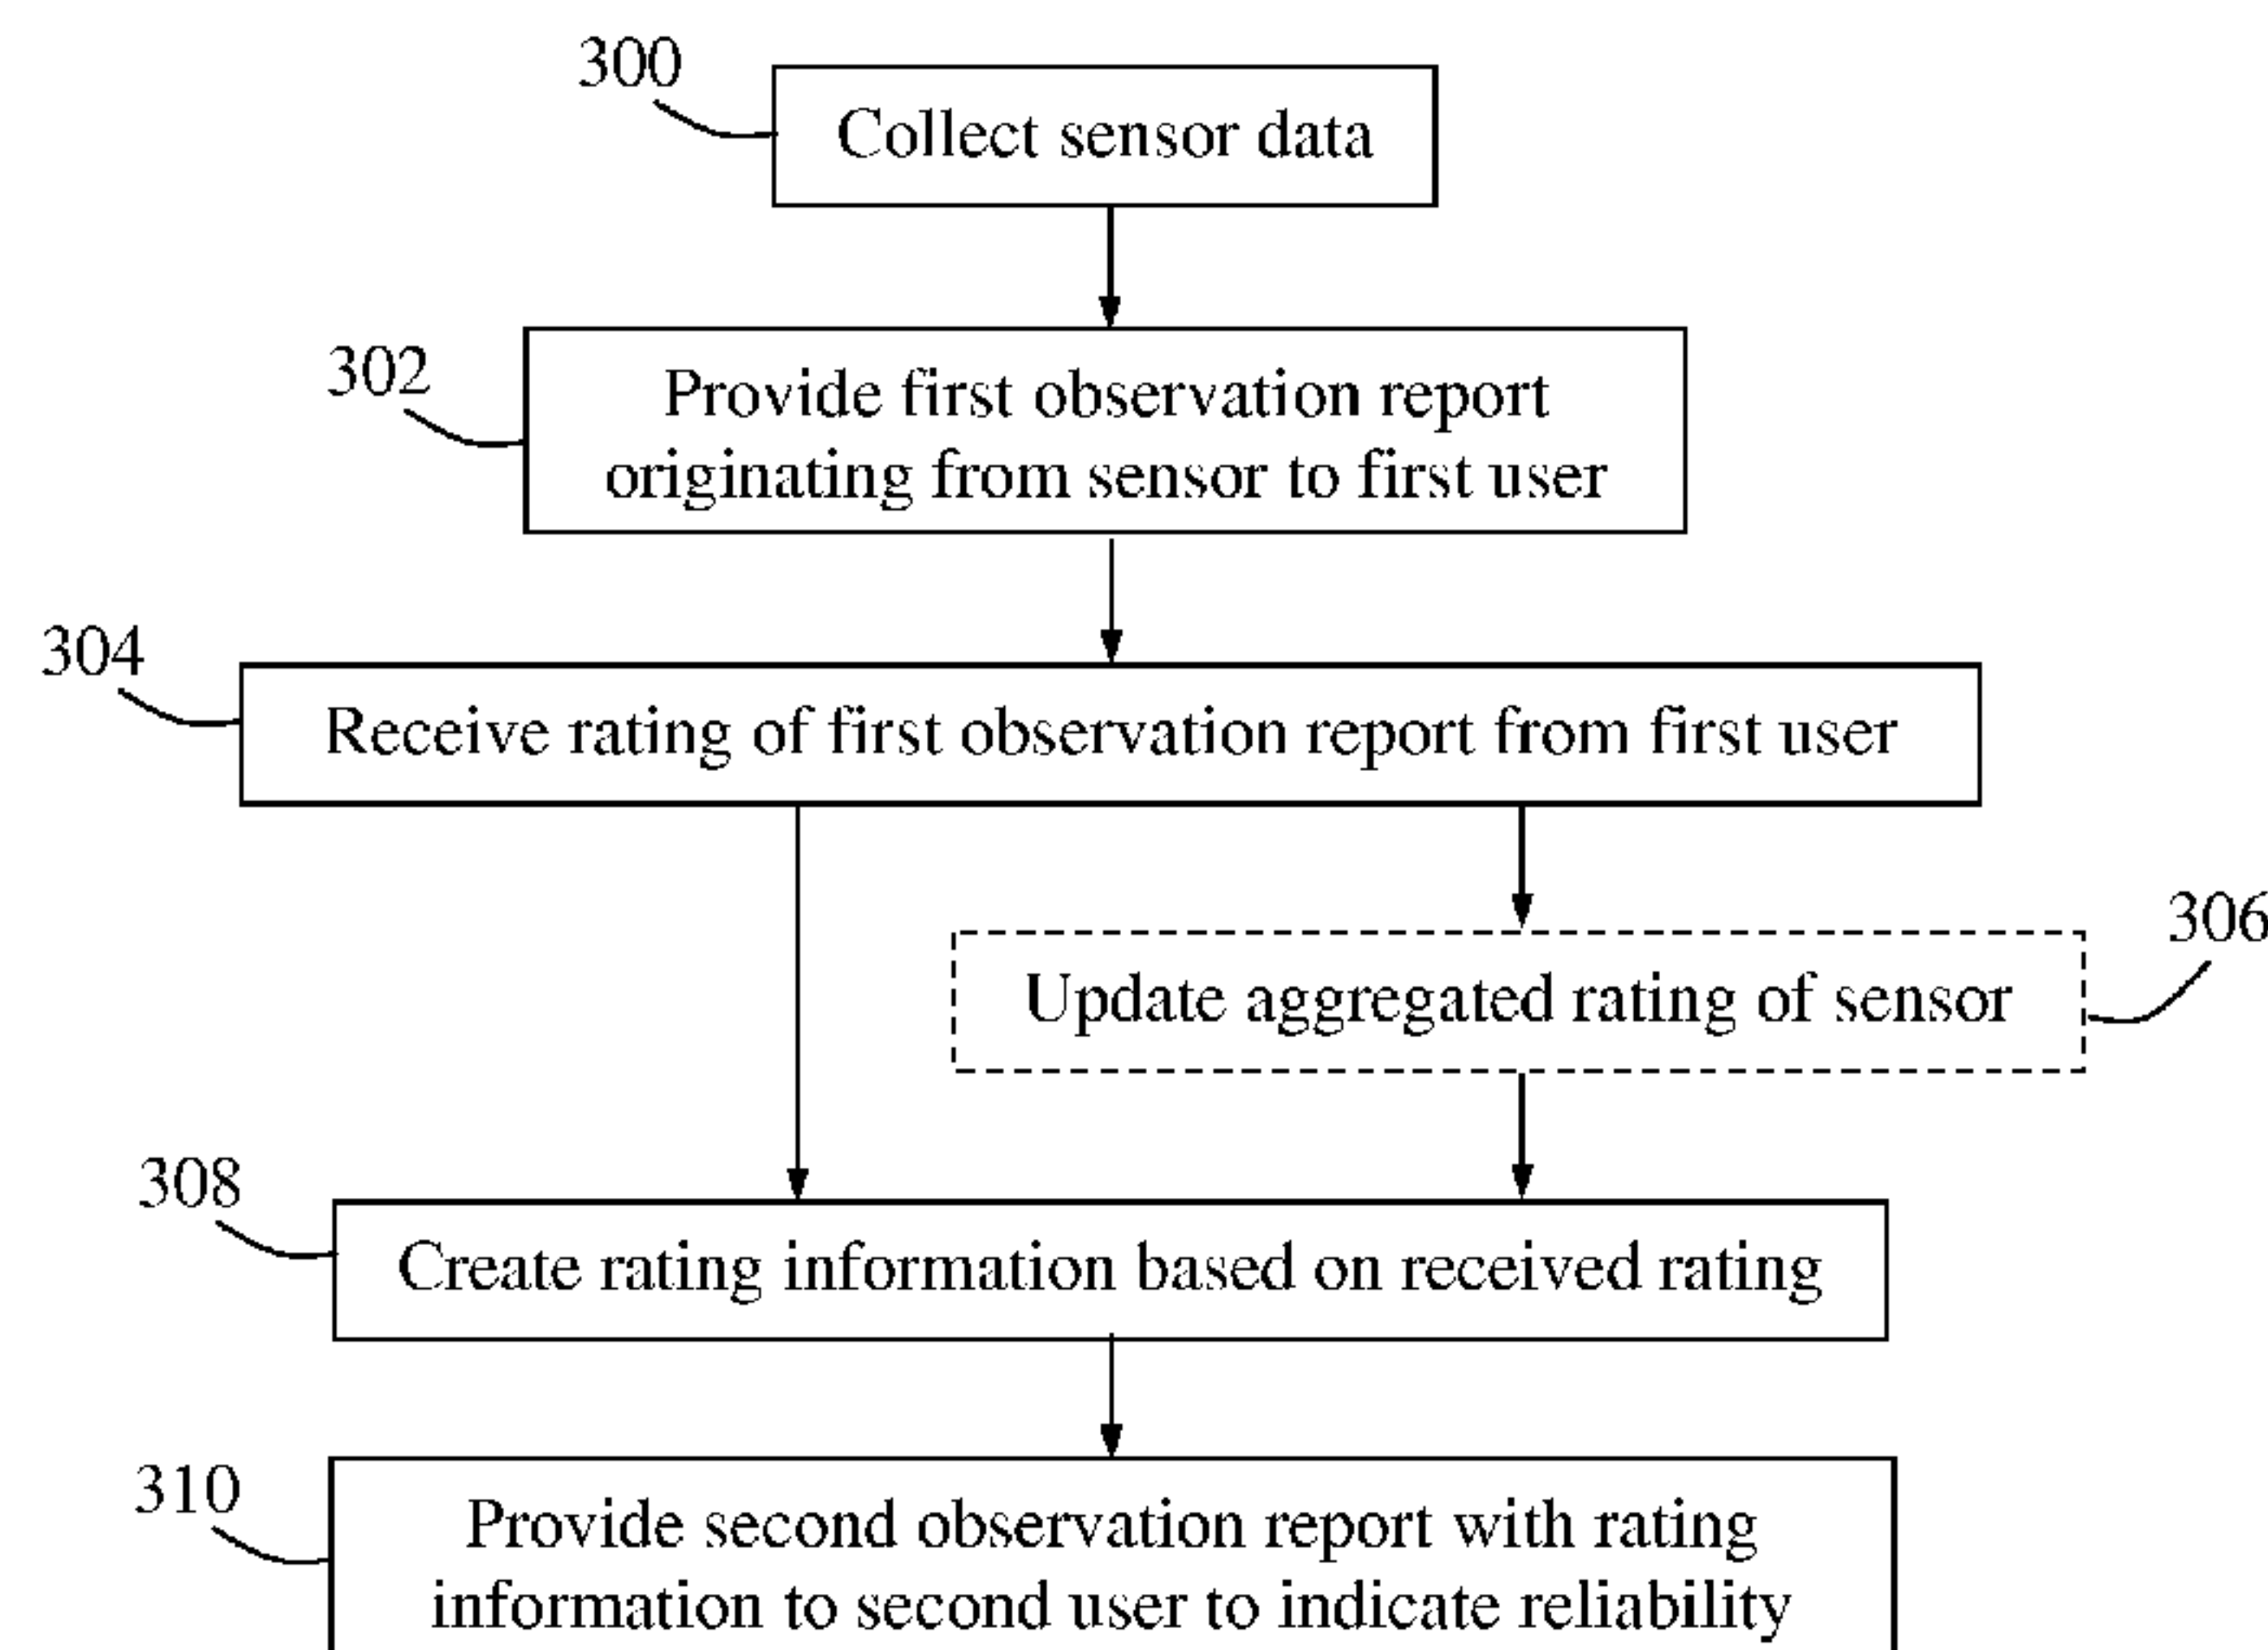 300
Collect sensor data
302
Provide first observation report
originating from sensor to first user
304
Receive rating of first observation report from first user
306
Update aggregated rating of sensor
308
Create rating information based on received rating
310
Provide second observation report with rating
information to second user to indicate reliability